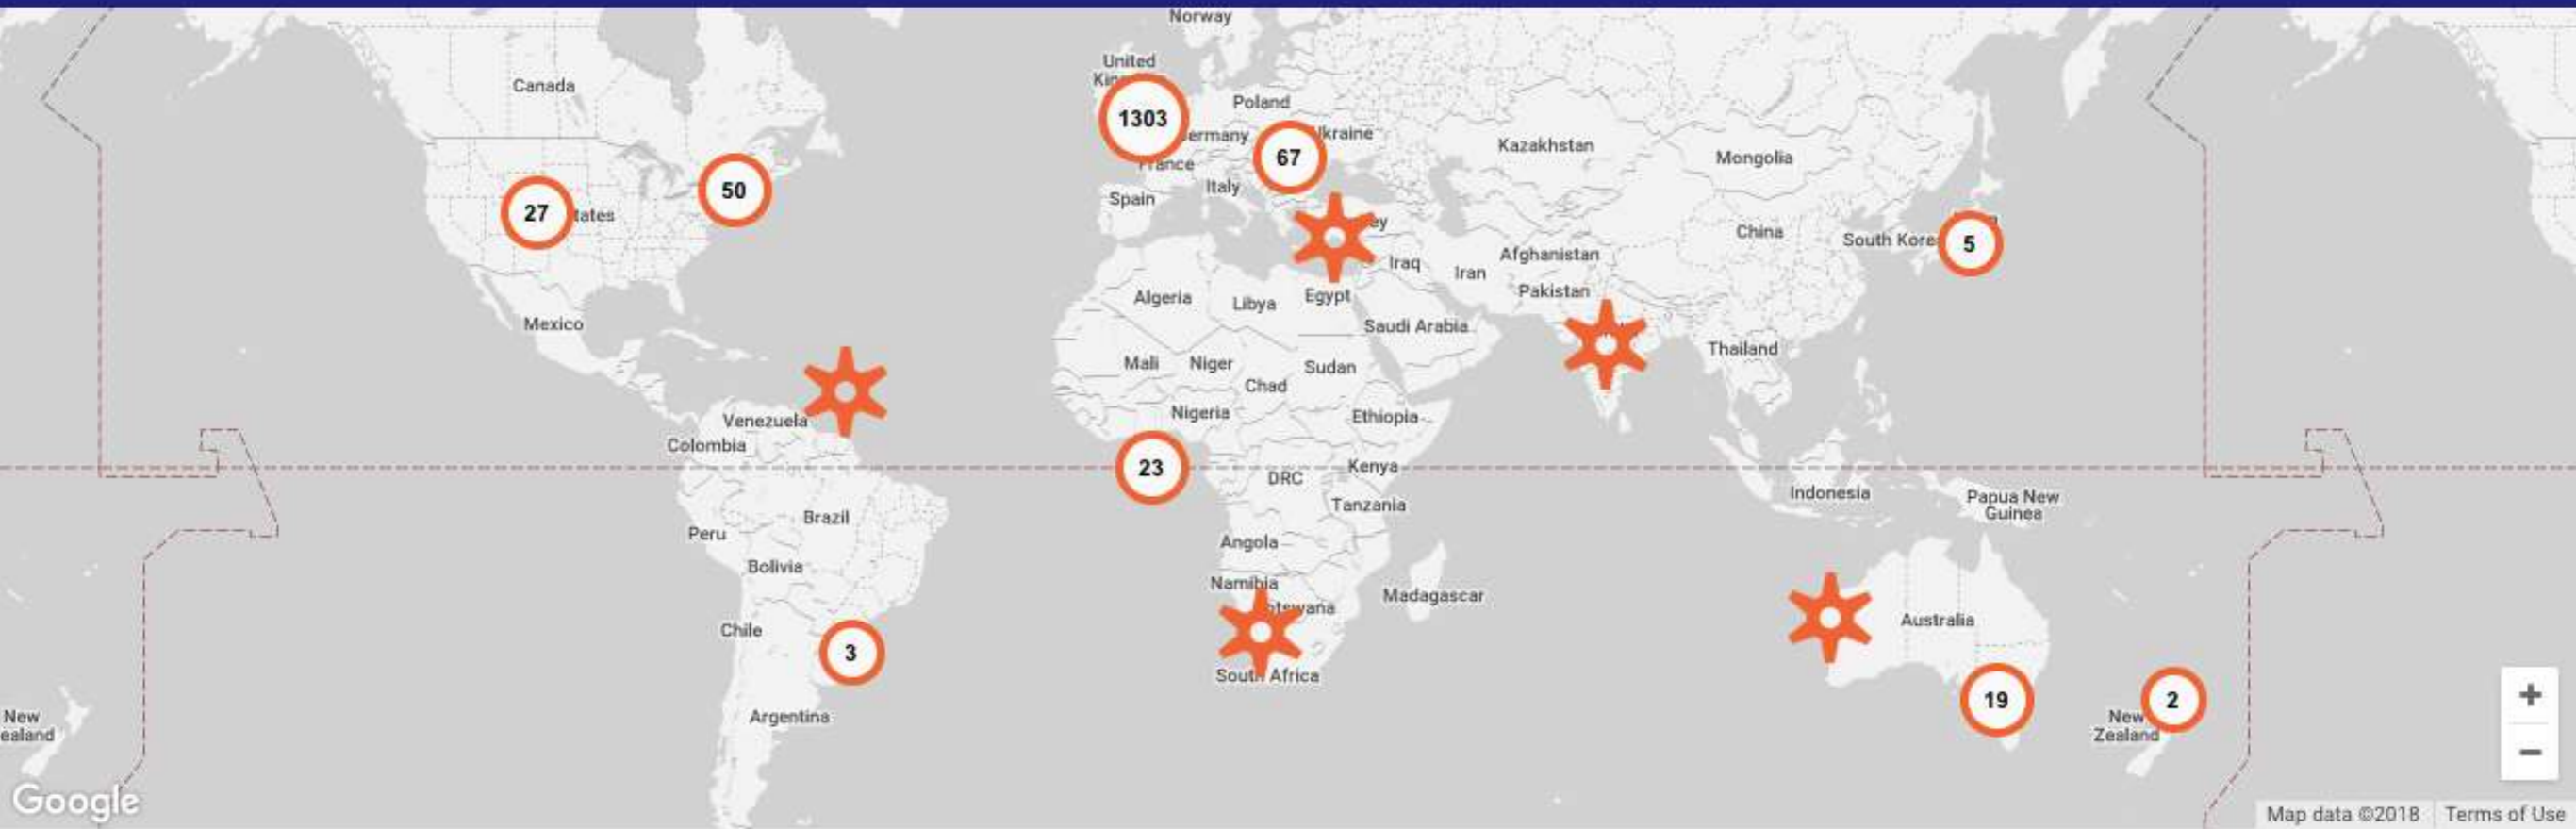 Norway
United
1303
Canada
Poland
67
Kazakhstan
Mongolia
50
Italy
Spain
27
China
5
Afghanistan
Iraq
Iran
Pakistan
Algeria
Libya
Egypt
Mexico
Saudi Arabia
Thailand
Mali
Niger
Sudan
Chad
Nigeria
Ethiopia
Venezuela
Colombia
23
Kenya
DRC
Indonesia
Papua New
Guinea
Tanzania
Brazil
Peru
Angola
Bolivia
Namibia
Madagascar
Australia
Chile
3
South Africa
19
2
+
New
Zealand
New
ealand
Argentina
−
Google
Map data ©2018
Terms of Use